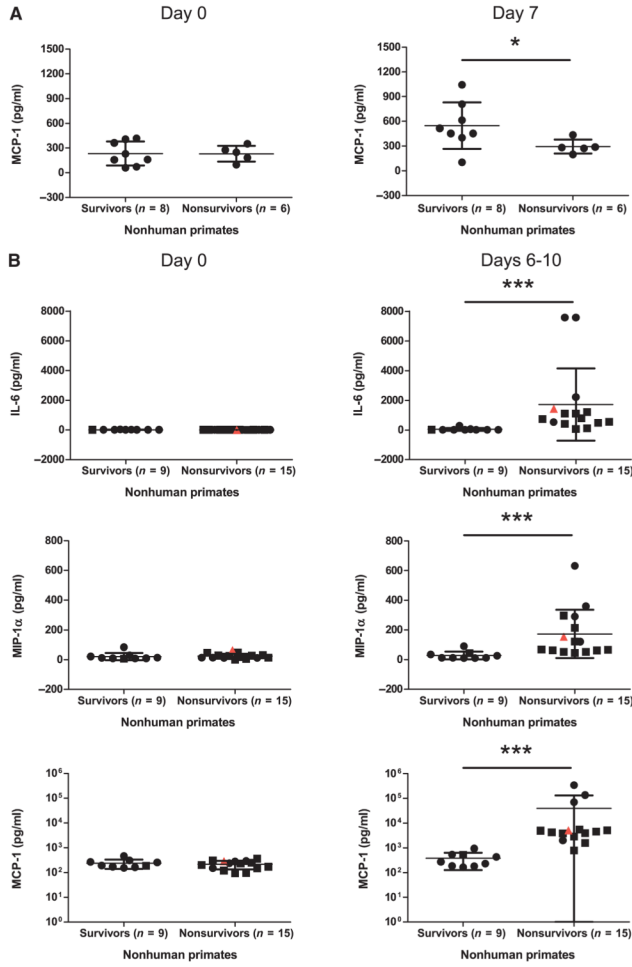 A
Day 0
Day 7
MCP-1 (pg/ml)
1500
1200
900
600
300
0
–300
Survivors (n = 8)
Nonsurvivors (n = 6)
Nonhuman primates
MCP-1 (pg/ml)
1500
1200
900
600
300
0
–300
*
Survivors (n = 8)
Nonsurvivors (n = 6)
Nonhuman primates
B
Day 0
Days 6-10
IL-6 (pg/ml)
8000
6000
4000
2000
0
–2000
Survivors (n = 9)
Nonsurvivors (n = 15)
Nonhuman primates
IL-6 (pg/ml)
8000
6000
4000
2000
0
–2000
***
Survivors (n = 9)
Nonsurvivors (n = 15)
Nonhuman primates
MIP-1α (pg/ml)
800
600
400
200
0
–200
Survivors (n = 9)
Nonsurvivors (n = 15)
Nonhuman primates
MIP-1α (pg/ml)
800
600
400
200
0
–200
***
Survivors (n = 9)
Nonsurvivors (n = 15)
Nonhuman primates
MCP-1 (pg/ml)
10⁶
10⁵
10⁴
10³
10²
10¹
10⁰
Survivors (n = 9)
Nonsurvivors (n = 15)
Nonhuman primates
MCP-1 (pg/ml)
10⁶
10⁵
10⁴
10³
10²
10¹
10⁰
***
Survivors (n = 9)
Nonsurvivors (n = 15)
Nonhuman primates